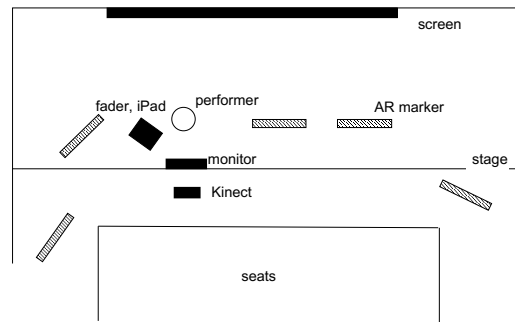 screen
fader, iPad
performer
AR marker
monitor
stage
Kinect
seats